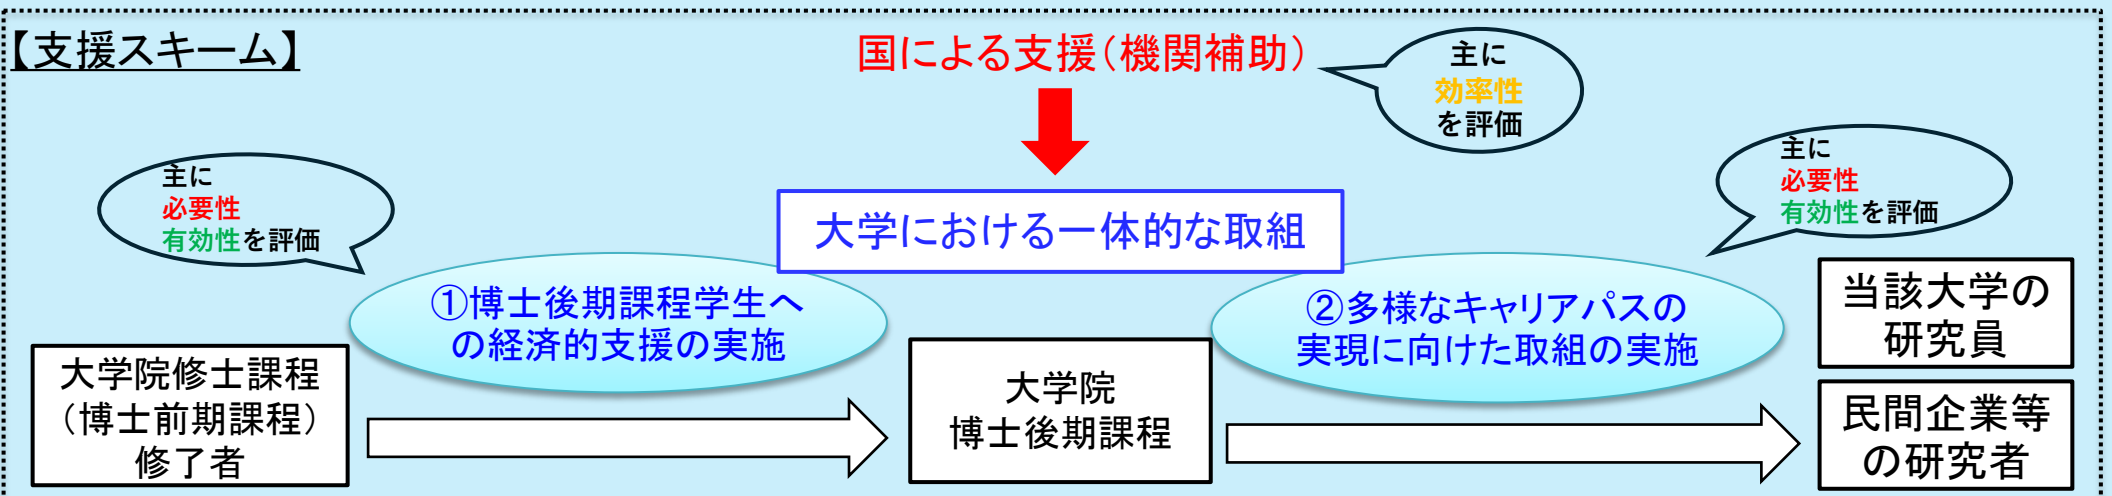 【支援スキーム】
国による支援（機関補助）
主に
効率性
を評価
主に
必要性
有効性を評価
大学における一体的な取組
主に
必要性
有効性を評価
①博士後期課程学生へ
の経済的支援の実施
②多様なキャリアパスの
実現に向けた取組の実施
大学院修士課程
（博士前期課程）
修了者
大学院
博士後期課程
当該大学の
研究員
民間企業等
の研究者